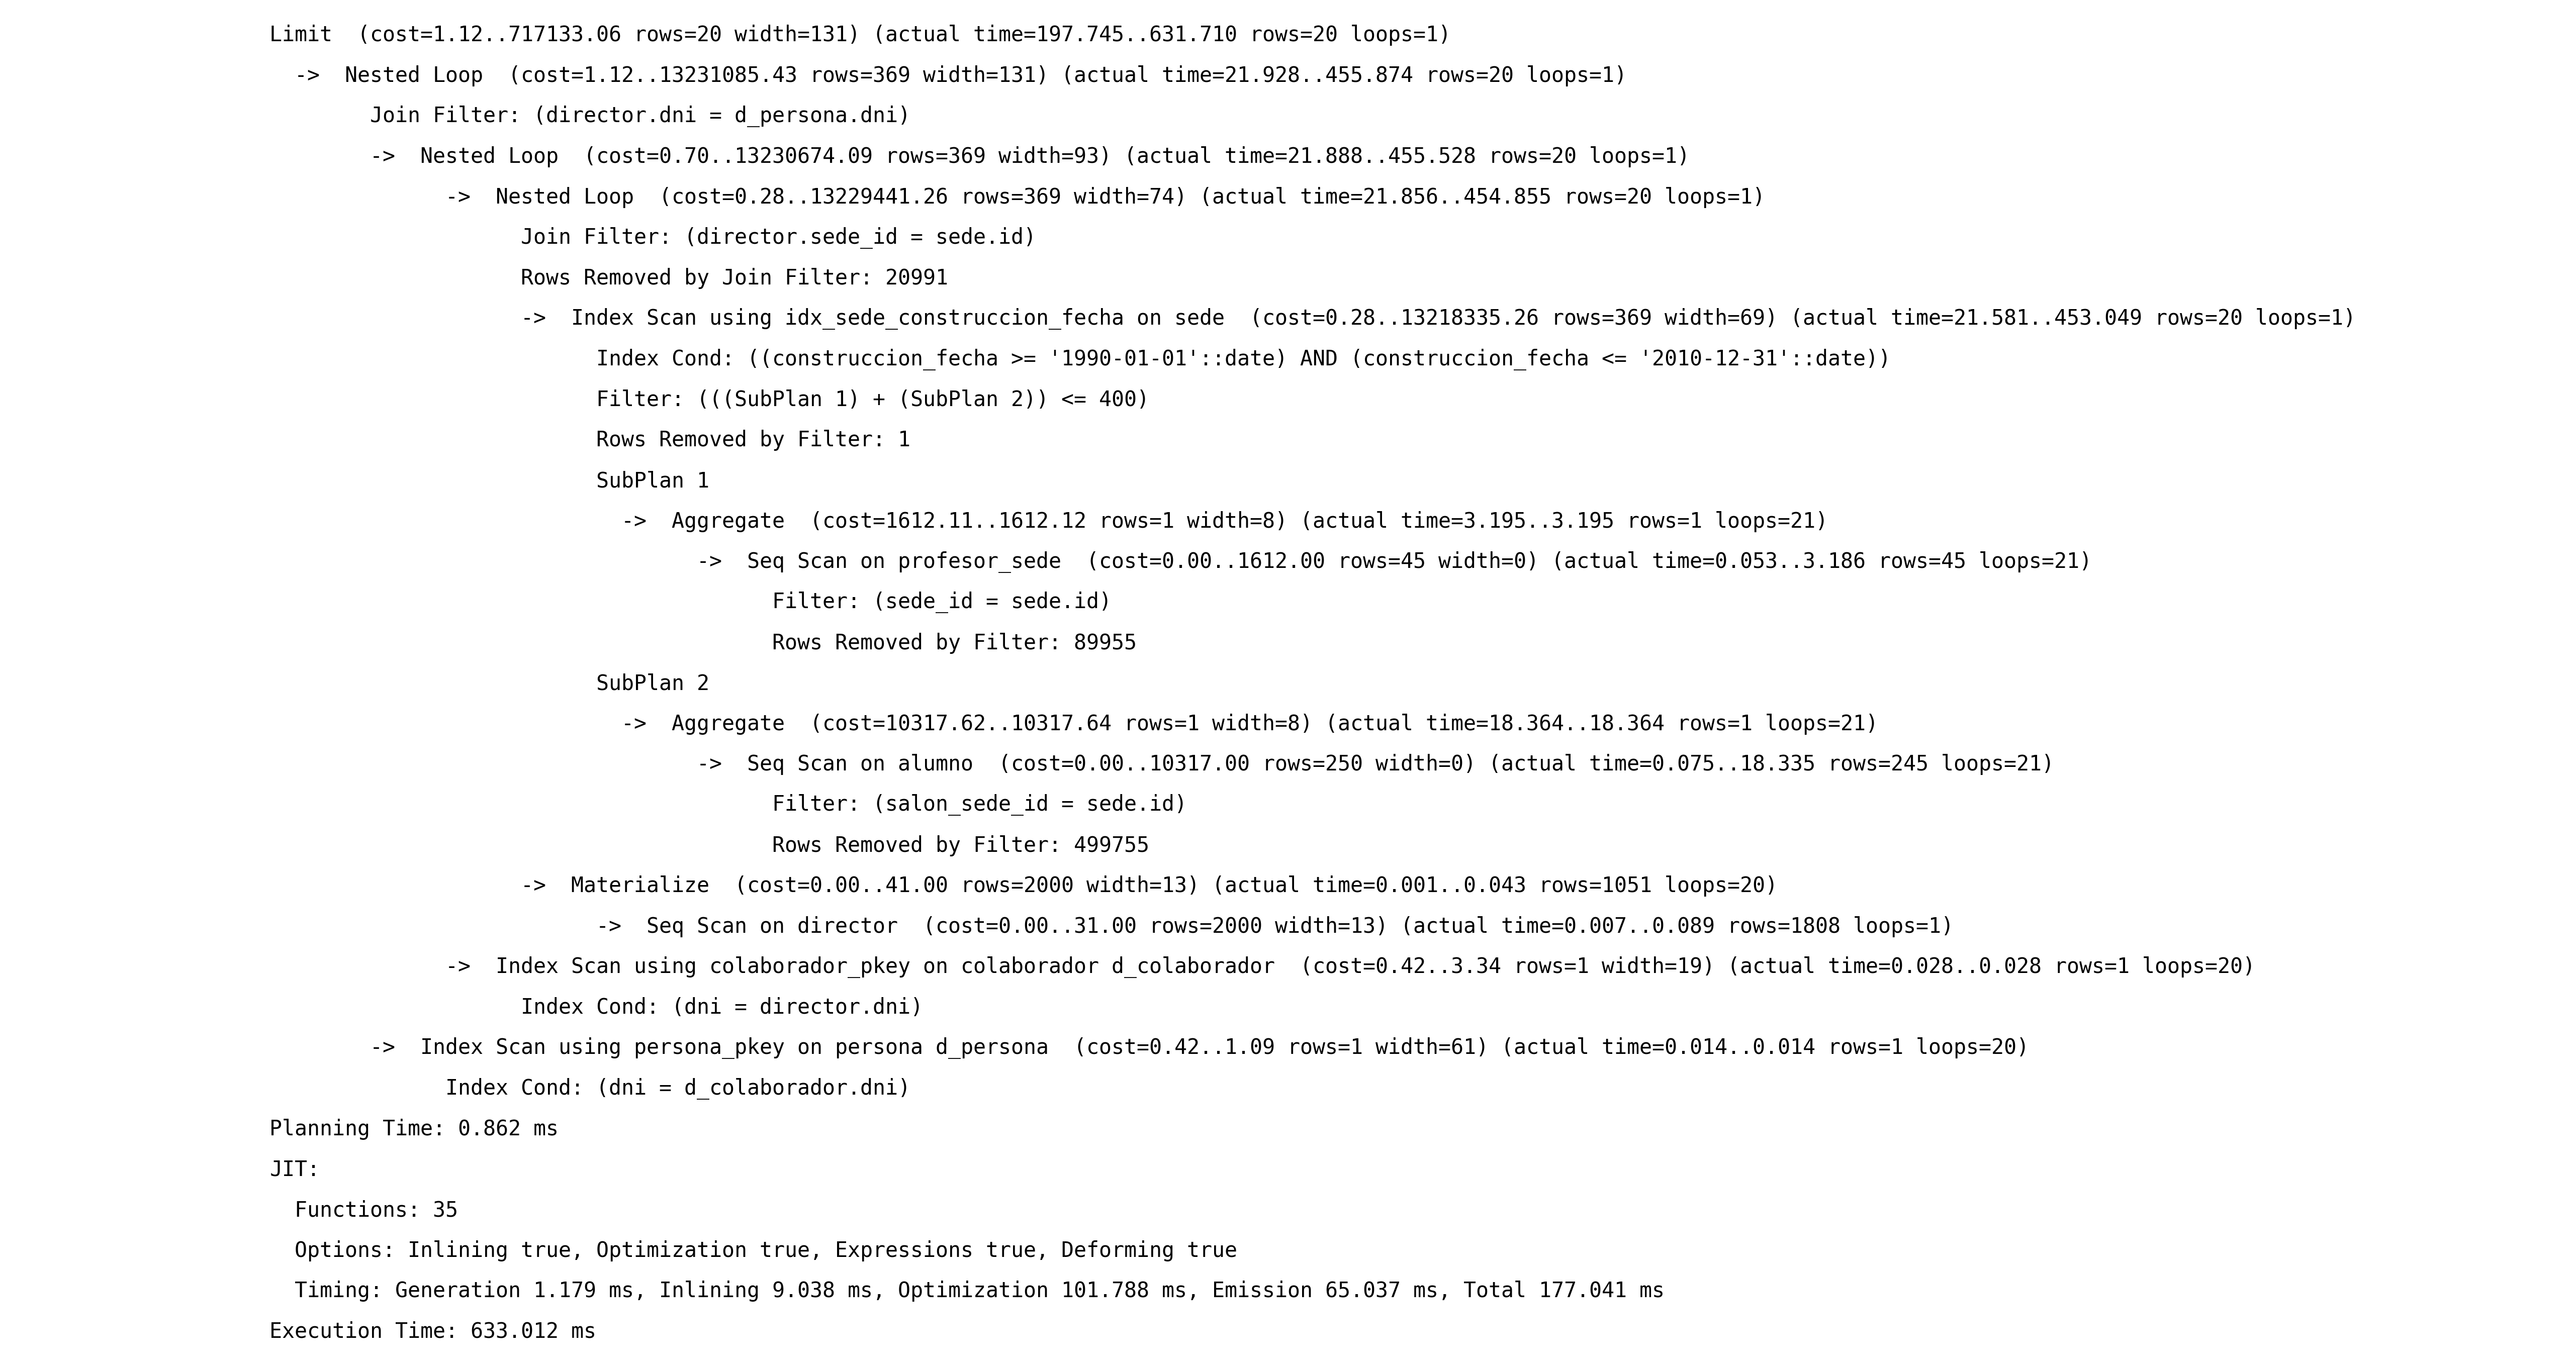 Limit  (cost=1.12..717133.06 rows=20 width=131) (actual time=197.745..631.710 rows=20 loops=1)
  ->  Nested Loop  (cost=1.12..13231085.43 rows=369 width=131) (actual time=21.928..455.874 rows=20 loops=1)
        Join Filter: (director.dni = d_persona.dni)
        ->  Nested Loop  (cost=0.70..13230674.09 rows=369 width=93) (actual time=21.888..455.528 rows=20 loops=1)
              ->  Nested Loop  (cost=0.28..13229441.26 rows=369 width=74) (actual time=21.856..454.855 rows=20 loops=1)
                    Join Filter: (director.sede_id = sede.id)
                    Rows Removed by Join Filter: 20991
                    ->  Index Scan using idx_sede_construccion_fecha on sede  (cost=0.28..13218335.26 rows=369 width=69) (actual time=21.581..453.049 rows=20 loops=1)
                          Index Cond: ((construccion_fecha >= '1990-01-01'::date) AND (construccion_fecha <= '2010-12-31'::date))
                          Filter: (((SubPlan 1) + (SubPlan 2)) <= 400)
                          Rows Removed by Filter: 1
                          SubPlan 1
                            ->  Aggregate  (cost=1612.11..1612.12 rows=1 width=8) (actual time=3.195..3.195 rows=1 loops=21)
                                  ->  Seq Scan on profesor_sede  (cost=0.00..1612.00 rows=45 width=0) (actual time=0.053..3.186 rows=45 loops=21)
                                        Filter: (sede_id = sede.id)
                                        Rows Removed by Filter: 89955
                          SubPlan 2
                            ->  Aggregate  (cost=10317.62..10317.64 rows=1 width=8) (actual time=18.364..18.364 rows=1 loops=21)
                                  ->  Seq Scan on alumno  (cost=0.00..10317.00 rows=250 width=0) (actual time=0.075..18.335 rows=245 loops=21)
                                        Filter: (salon_sede_id = sede.id)
                                        Rows Removed by Filter: 499755
                    ->  Materialize  (cost=0.00..41.00 rows=2000 width=13) (actual time=0.001..0.043 rows=1051 loops=20)
                          ->  Seq Scan on director  (cost=0.00..31.00 rows=2000 width=13) (actual time=0.007..0.089 rows=1808 loops=1)
              ->  Index Scan using colaborador_pkey on colaborador d_colaborador  (cost=0.42..3.34 rows=1 width=19) (actual time=0.028..0.028 rows=1 loops=20)
                    Index Cond: (dni = director.dni)
        ->  Index Scan using persona_pkey on persona d_persona  (cost=0.42..1.09 rows=1 width=61) (actual time=0.014..0.014 rows=1 loops=20)
              Index Cond: (dni = d_colaborador.dni)
Planning Time: 0.862 ms
JIT:
  Functions: 35
  Options: Inlining true, Optimization true, Expressions true, Deforming true
  Timing: Generation 1.179 ms, Inlining 9.038 ms, Optimization 101.788 ms, Emission 65.037 ms, Total 177.041 ms
Execution Time: 633.012 ms